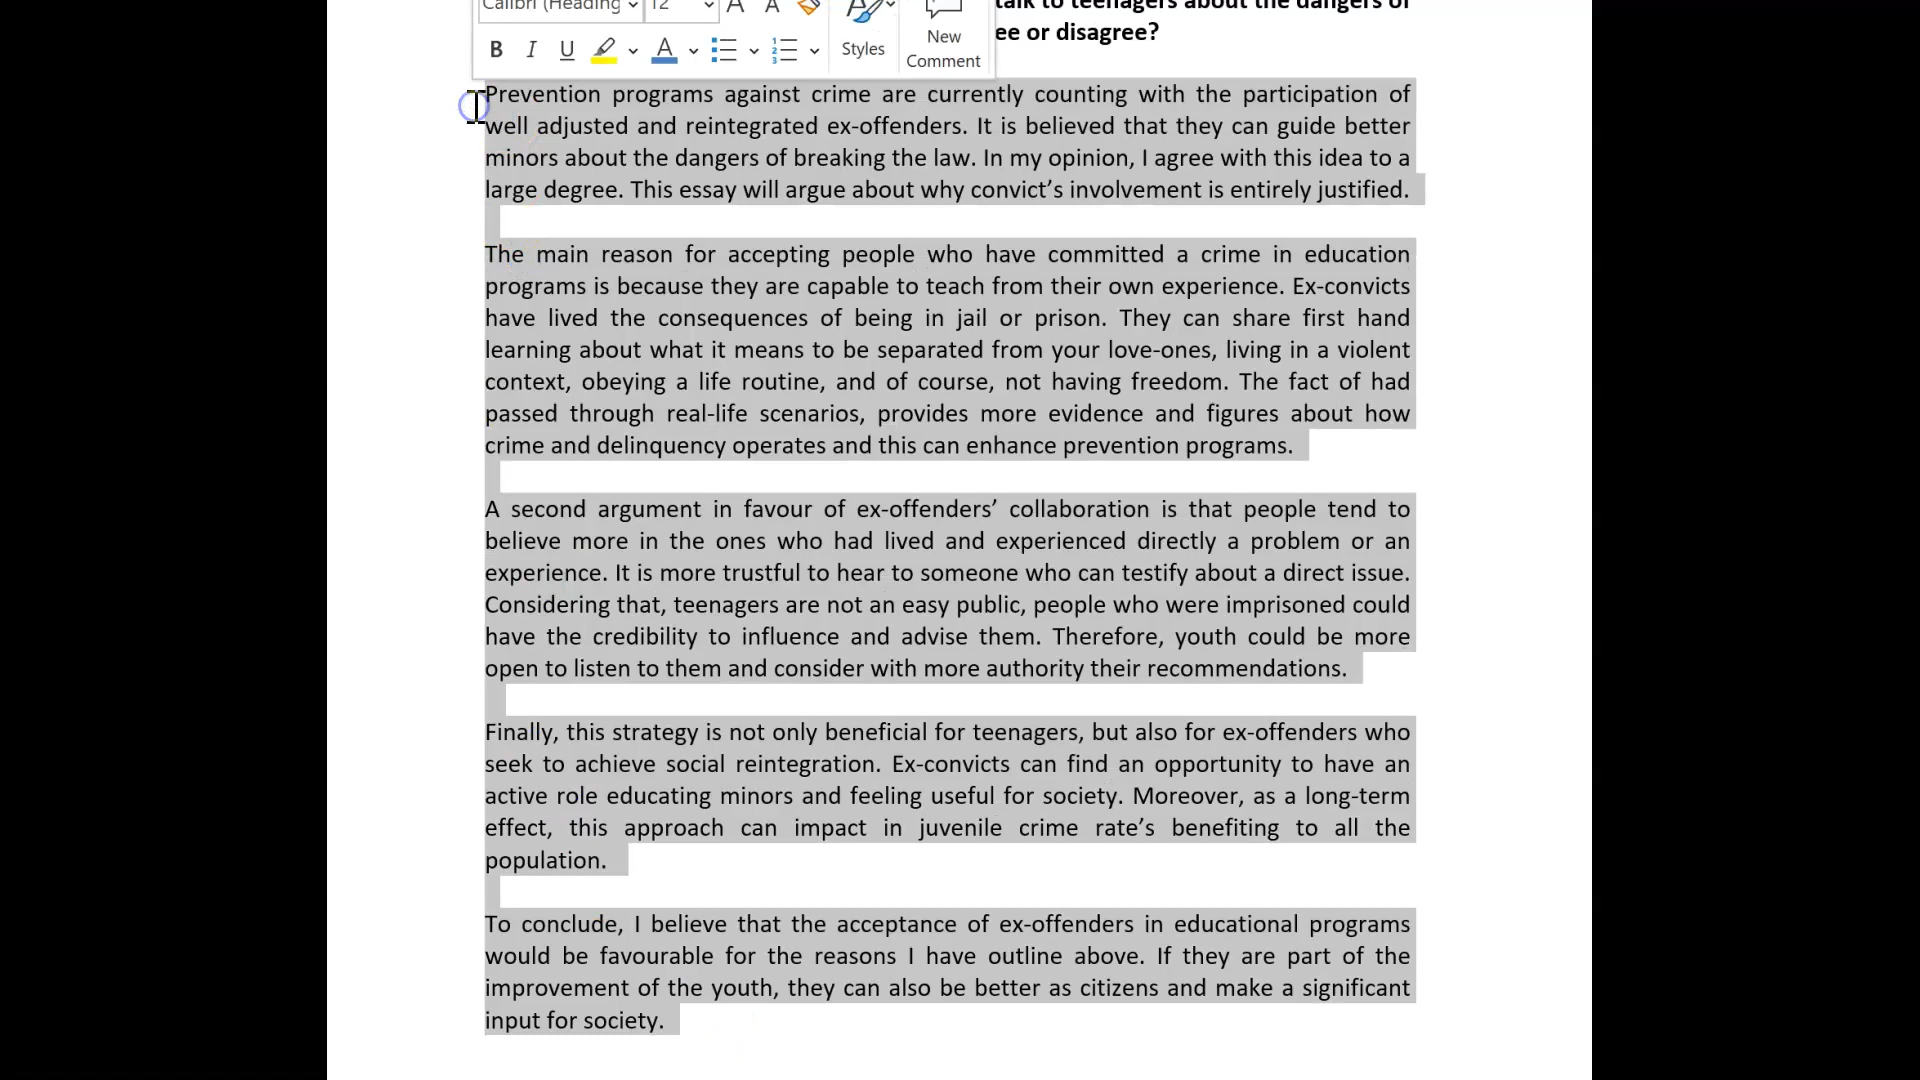 Calibri (Heading 12 A A talk to teenagers about the dangers of
B I U A Styles New Comment ee or disagree?
Prevention programs against crime are currently counting with the participation of
well adjusted and reintegrated ex-offenders. It is believed that they can guide better
minors about the dangers of breaking the law. In my opinion, I agree with this idea to a
large degree. This essay will argue about why convict’s involvement is entirely justified.
The main reason for accepting people who have committed a crime in education
programs is because they are capable to teach from their own experience. Ex-convicts
have lived the consequences of being in jail or prison. They can share first hand
learning about what it means to be separated from your love-ones, living in a violent
context, obeying a life routine, and of course, not having freedom. The fact of had
passed through real-life scenarios, provides more evidence and figures about how
crime and delinquency operates and this can enhance prevention programs.
A second argument in favour of ex-offenders’ collaboration is that people tend to
believe more in the ones who had lived and experienced directly a problem or an
experience. It is more trustful to hear to someone who can testify about a direct issue.
Considering that, teenagers are not an easy public, people who were imprisoned could
have the credibility to influence and advise them. Therefore, youth could be more
open to listen to them and consider with more authority their recommendations.
Finally, this strategy is not only beneficial for teenagers, but also for ex-offenders who
seek to achieve social reintegration. Ex-convicts can find an opportunity to have an
active role educating minors and feeling useful for society. Moreover, as a long-term
effect, this approach can impact in juvenile crime rate’s benefiting to all the
population.
To conclude, I believe that the acceptance of ex-offenders in educational programs
would be favourable for the reasons I have outline above. If they are part of the
improvement of the youth, they can also be better as citizens and make a significant
input for society.